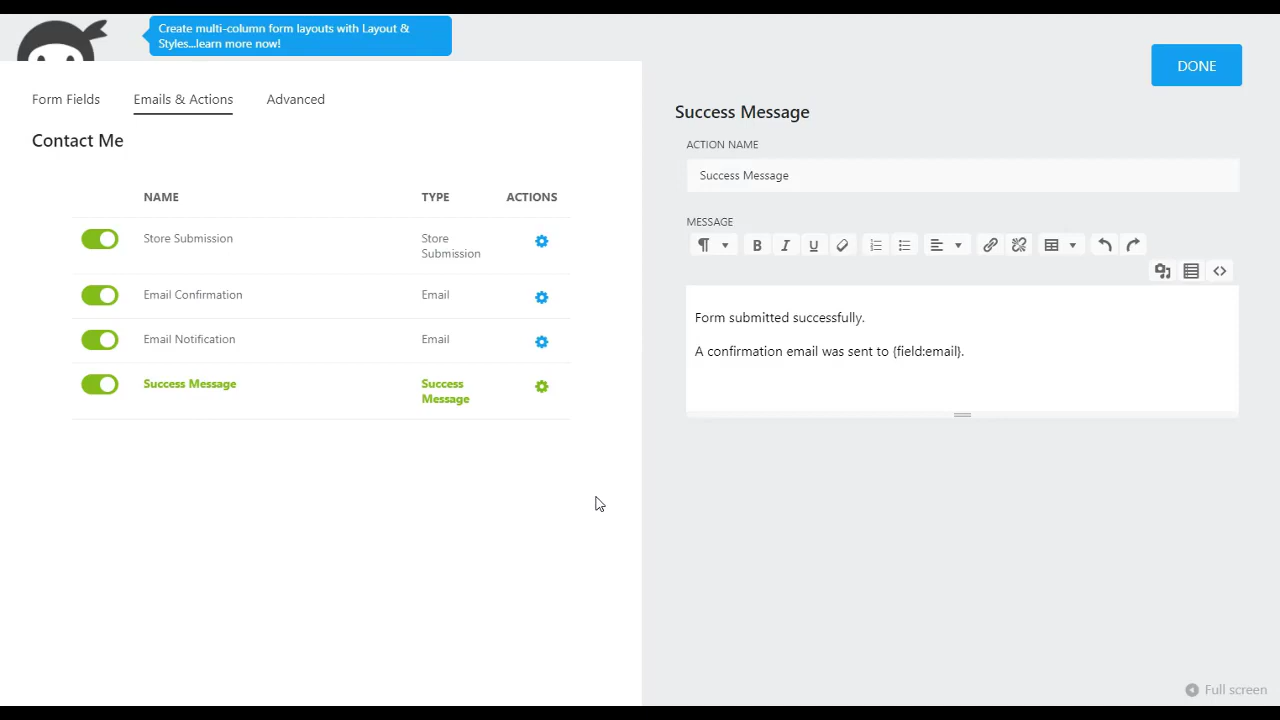 Create multi-column form layouts with Layout &
Styles...learn more now!
DONE
Form Fields
Emails & Actions
Advanced
Contact Me
NAME
TYPE
ACTIONS
Store Submission
Store
Submission
Email Confirmation
Email
Email Notification
Email
Success Message
Success
Message
Success Message
ACTION NAME
Success Message
MESSAGE
B I U
Form submitted successfully.
A confirmation email was sent to {field:email}.
Full screen